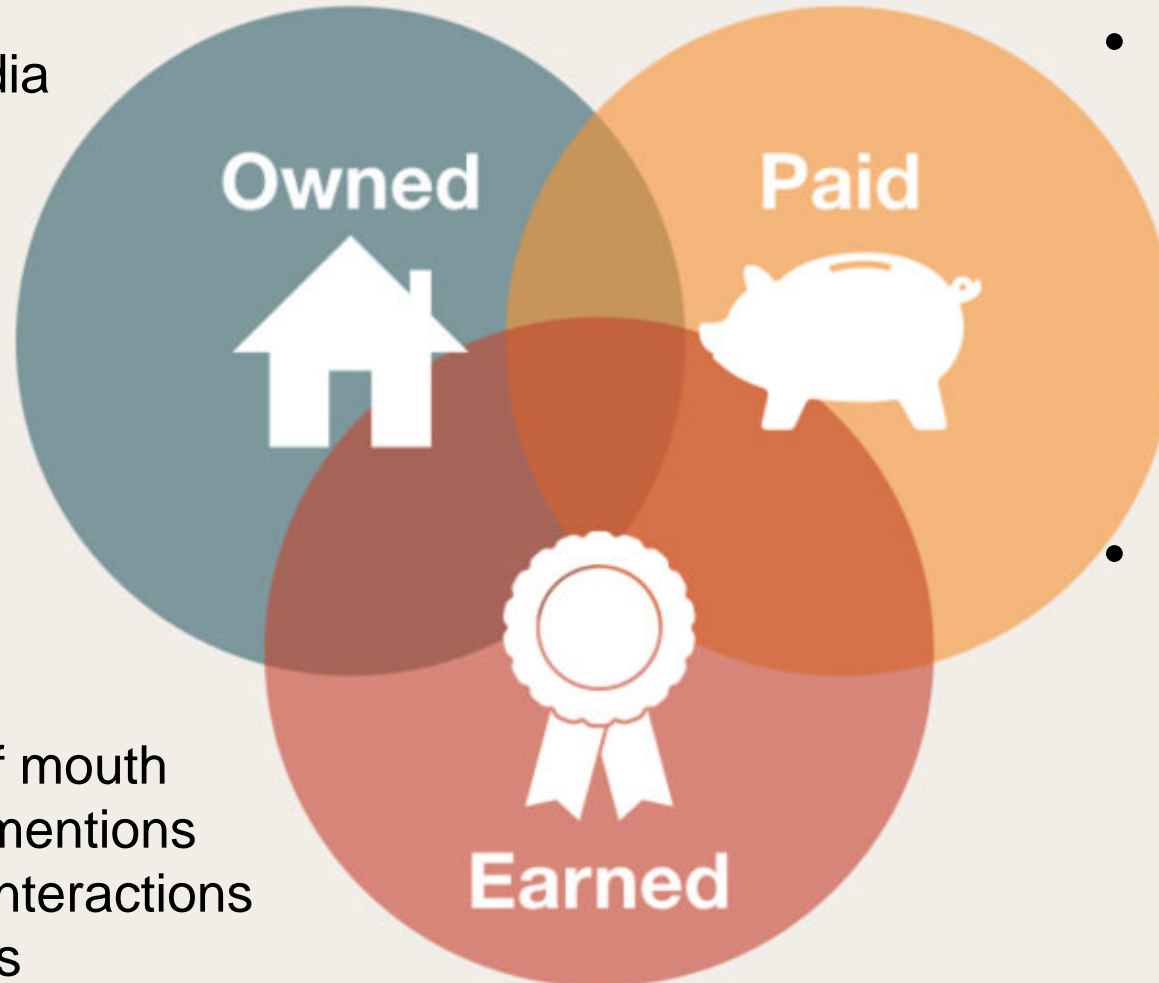 dia
Owned
Paid
f mouth
mentions
nteractions
Earned
s